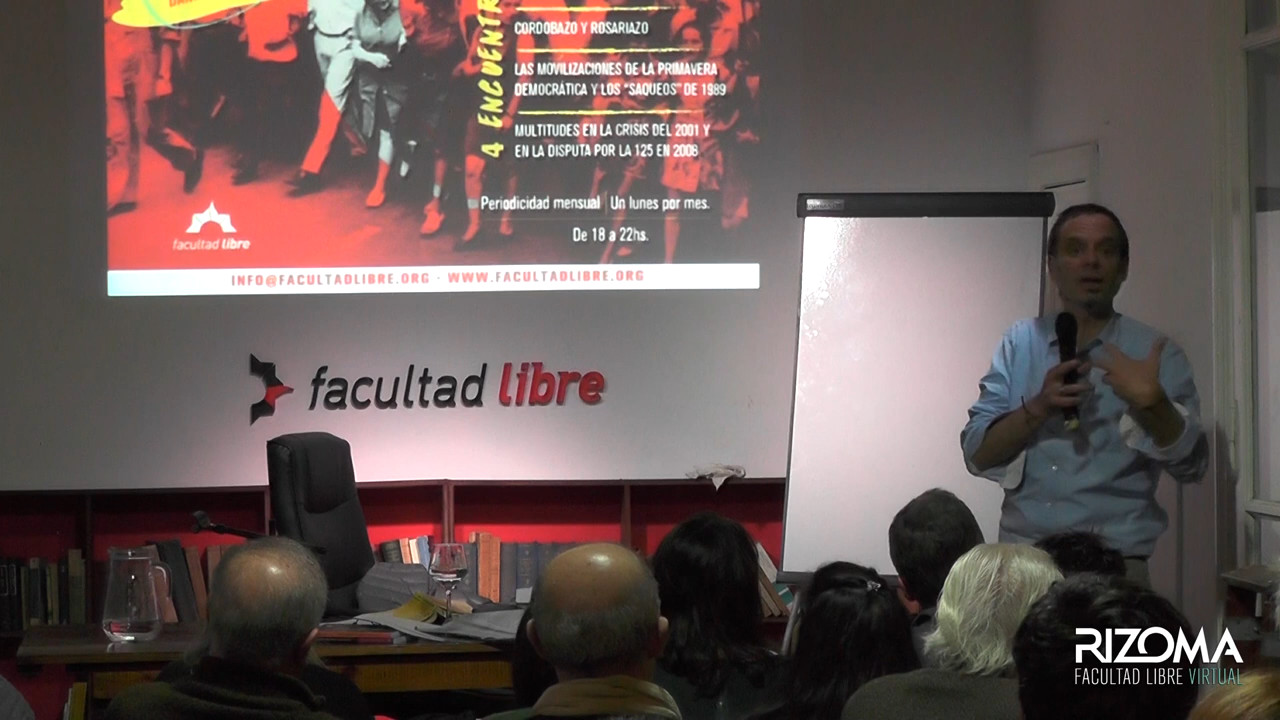 4 ENCUENTR
CORDOBAZO Y ROSARIAZO
LAS MOVILIZACIONES DE LA PRIMAVERA
DEMOCRÁTICA Y LOS "SAQUEOS" DE 1989
MULTITUDES EN LA CRISIS DEL 2001 Y
EN LA DISPUTA POR LA 125 EN 2008
Periodicidad mensual | Un lunes por mes.
De 18 a 22hs.
facultad libre
INFO@FACULTADLIBRE.ORG - WWW.FACULTADLIBRE.ORG
facultad libre
RIZOMA
FACULTAD LIBRE VIRTUAL